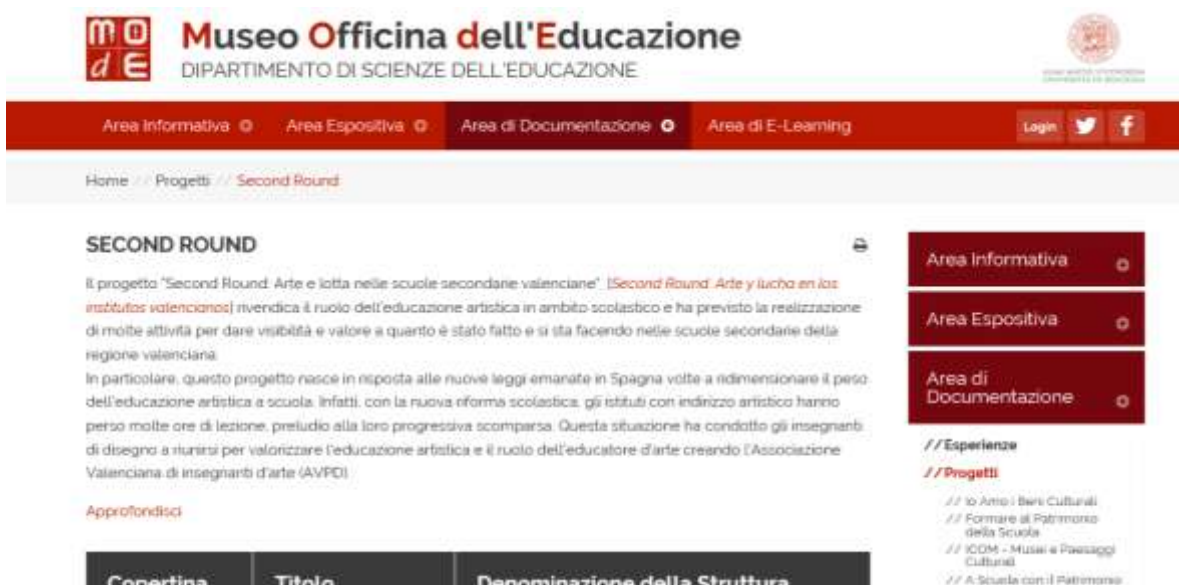 mo
dE
Museo Officina dell'Educazione
DIPARTIMENTO DI SCIENZE DELL'EDUCAZIONE
Area Informativa
Area Espositiva
Area di Documentazione
Area di E-Learning
Login
Home // Progetti // Second Round
SECOND ROUND
Il progetto "Second Round. Arte e lotta nelle scuole secondarie valenciane" [Second Round. Arte y lucha en los
institutos valencianos] rivendica il ruolo dell'educazione artistica in ambito scolastico e ha previsto la realizzazione
di molte attività per dare visibilità e valore a quanto è stato fatto e si sta facendo nelle scuole secondarie della
regione valenciana.
In particolare, questo progetto nasce in risposta alle nuove leggi emanate in Spagna volte a ridimensionare il peso
dell'educazione artistica a scuola. Infatti, con la nuova riforma scolastica, gli istituti con indirizzo artistico hanno
perso molte ore di lezione, preludio alla loro progressiva scomparsa. Questa situazione ha condotto gli insegnanti
di disegno a riunirsi per valorizzare l'educazione artistica e il ruolo dell'educatore d'arte creando l'Associazione
Valenciana di insegnanti d'arte (AVPD).
Approfondisci
Copertina
Titolo
Denominazione della Struttura
Area Informativa
Area Espositiva
Area di
Documentazione
//Esperienze
//Progetti
// Io Amo i Beni Culturali
// Formare al Patrimonio
della Scuola
// ICOM - Musei e Paesaggi
Culturali
// A Scuola con il Patrimonio